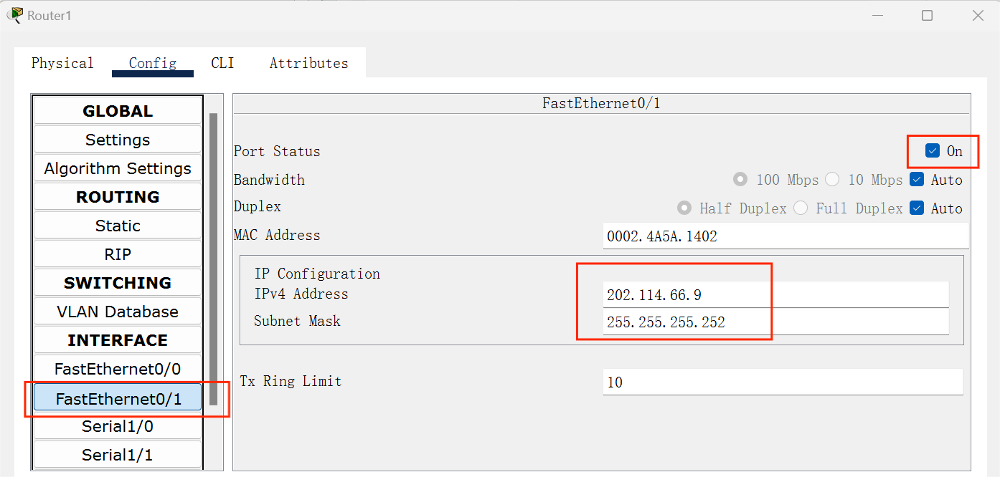 Router1
Physical Config CLI Attributes
GLOBAL
Settings
Algorithm Settings
ROUTING
Static
RIP
SWITCHING
VLAN Database
INTERFACE
FastEthernet0/0
FastEthernet0/1
Serial1/0
Serial1/1
FastEthernet0/1
Port Status On
Bandwidth 100 Mbps 10 Mbps Auto
Duplex Half Duplex Full Duplex Auto
MAC Address 0002.4A5A.1402
IP Configuration
IPv4 Address 202.114.66.9
Subnet Mask 255.255.255.252
Tx Ring Limit 10